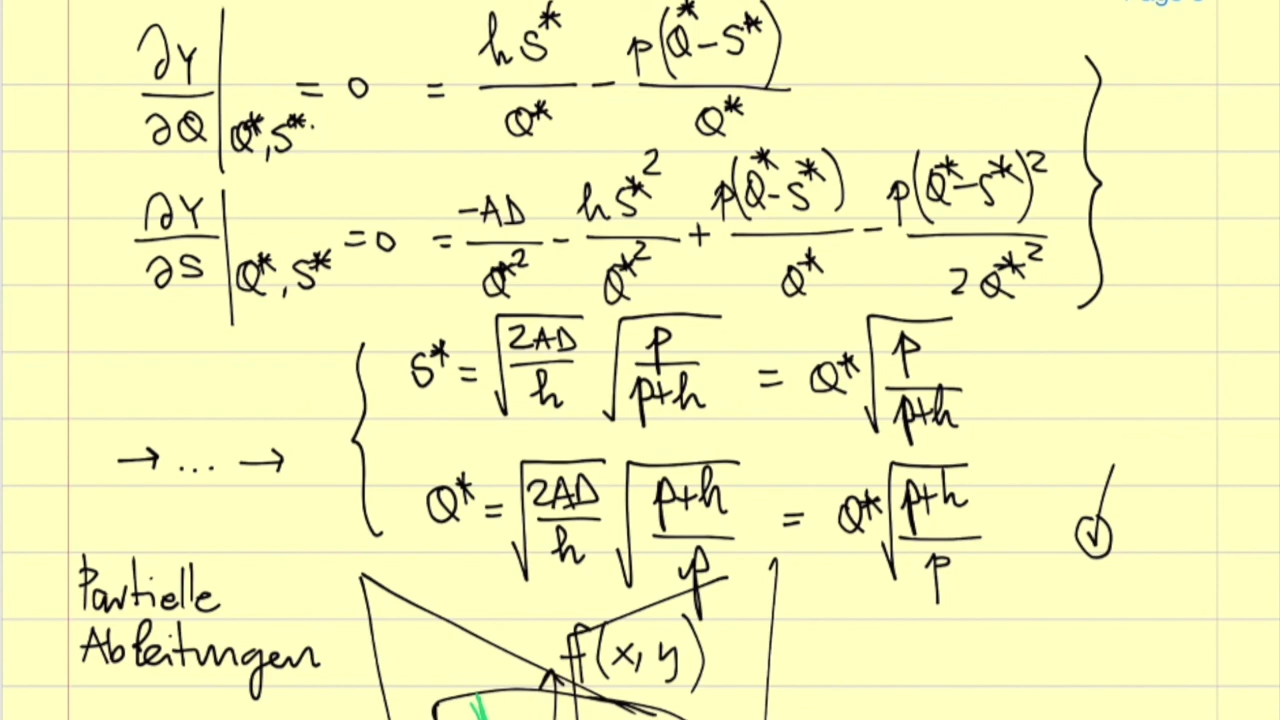 ∂Y/∂Q |Q*,S* = 0 = hS*/Q* − p(Q*−S*)/Q*
∂Y/∂S |Q*,S* = 0 = −AD/Q*² − hS*²/Q*² + p(Q*−S*)/Q* − p(Q*−S*)²/2Q*²
S* = √(2AD/h) √(p/(p+h)) = Q* √(p/(p+h))
→ ... →
Q* = √(2AD/h) √((p+h)/p) = Q* √((p+h)/p)
Partielle
Ableitungen
f(x,y)